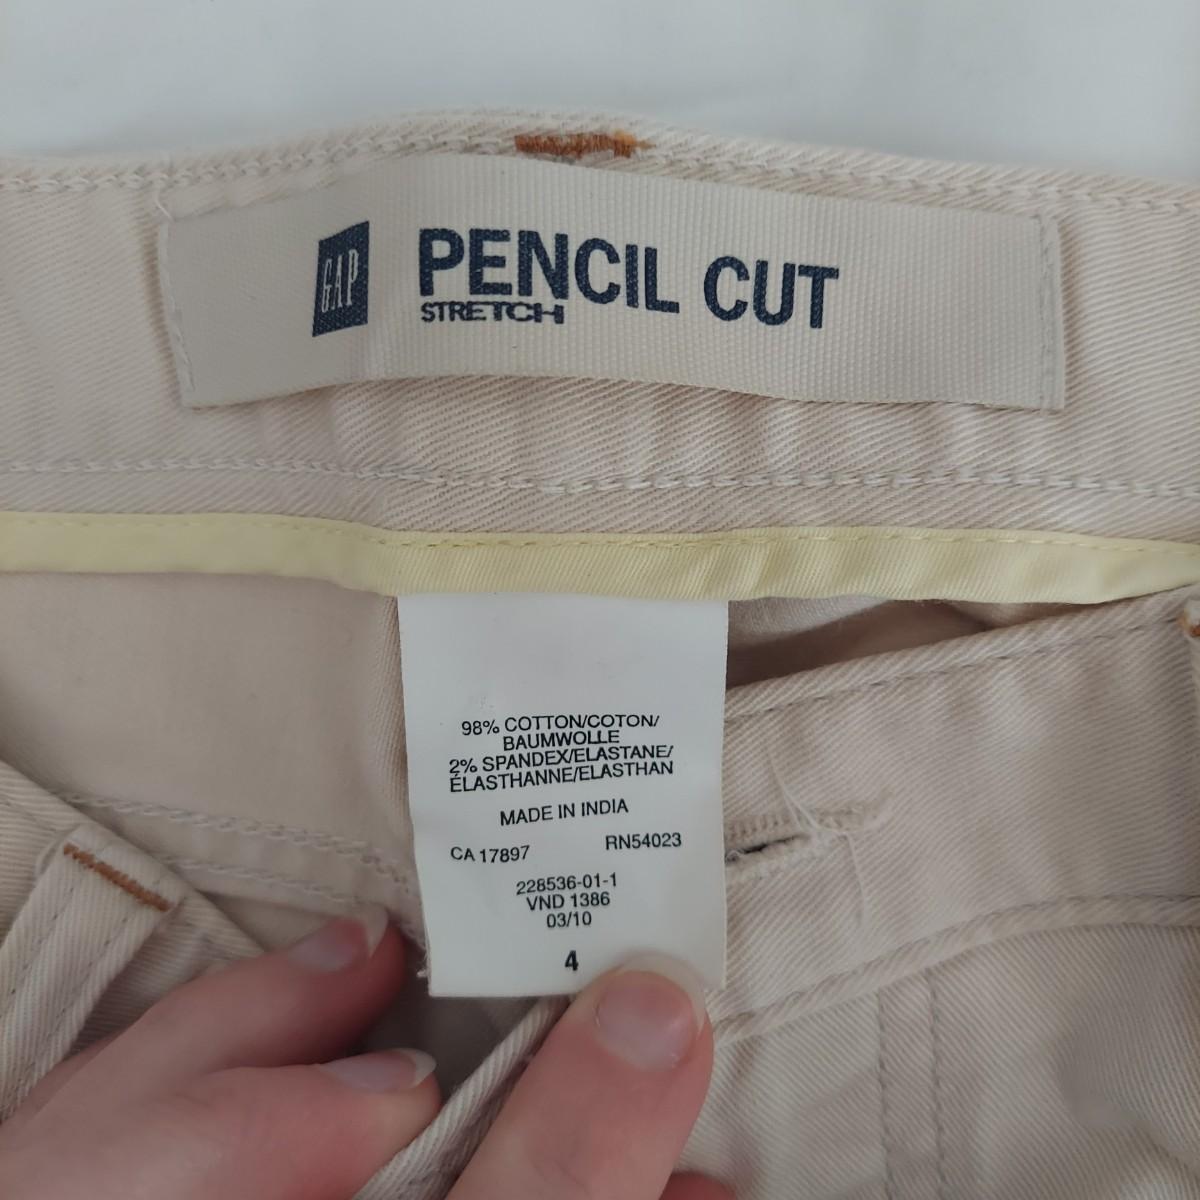 GAP
PENCIL CUT
STRETCH
98% COTTON/COTON/
BAUMWOLLE
2% SPANDEX/ELASTANE/
ÉLASTHANNE/ELASTHAN
MADE IN INDIA
CA 17897 RN54023
228536-01-1
VND 1386
03/10
4